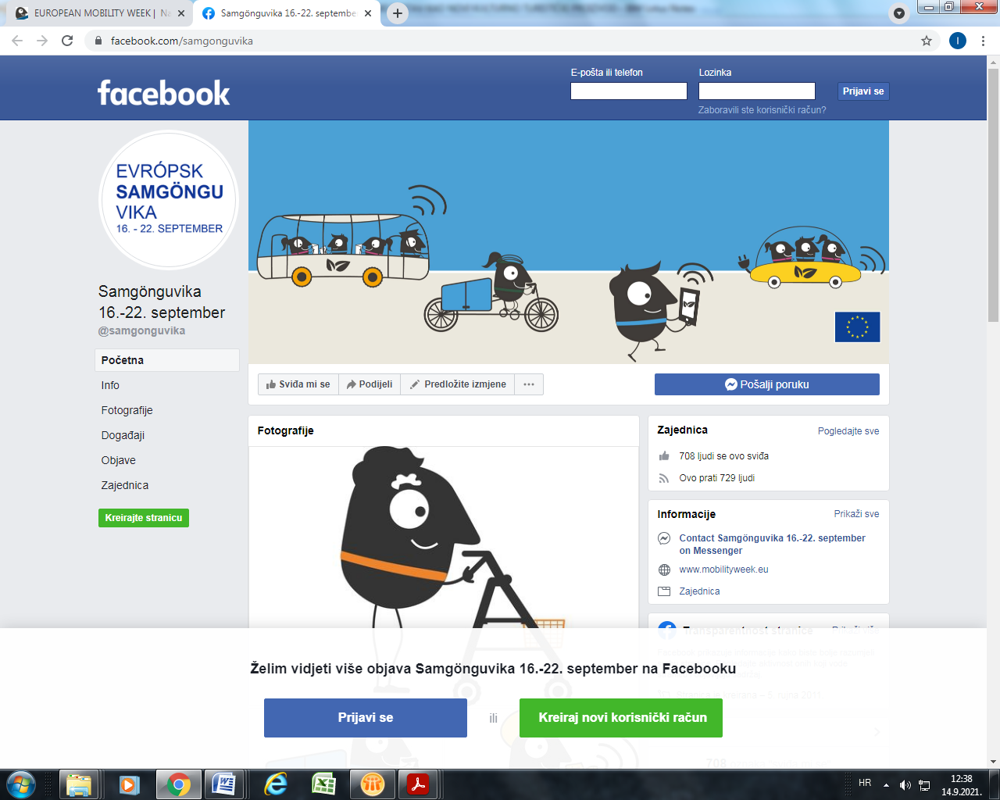 EUROPEAN MOBILITY WEEK | Na
Samgönguvika 16.-22. septembe
facebook.com/samgonguvika
I
facebook
E-pošta ili telefon
Lozinka
Prijavi se
Zaboravili ste korisnički račun?
EVRÓPSK
SAMGÖNGU
VIKA
16. - 22. SEPTEMBER
Samgönguvika
16.-22. september
@samgonguvika
Početna
Info
Fotografije
Događaji
Objave
Zajednica
Kreirajte stranicu
Sviđa mi se
Podijeli
Predložite izmjene
Pošalji poruku
Fotografije
Zajednica
Pogledajte sve
708 ljudi se ovo sviđa
Ovo prati 729 ljudi
Informacije
Prikaži sve
Contact Samgönguvika 16.-22. september
on Messenger
www.mobilityweek.eu
Zajednica
Transparentnost stranice
Želim vidjeti više objava Samgönguvika 16.-22. september na Facebooku
Prijavi se
ili
Kreiraj novi korisnički račun
HR
12:38
14.9.2021.